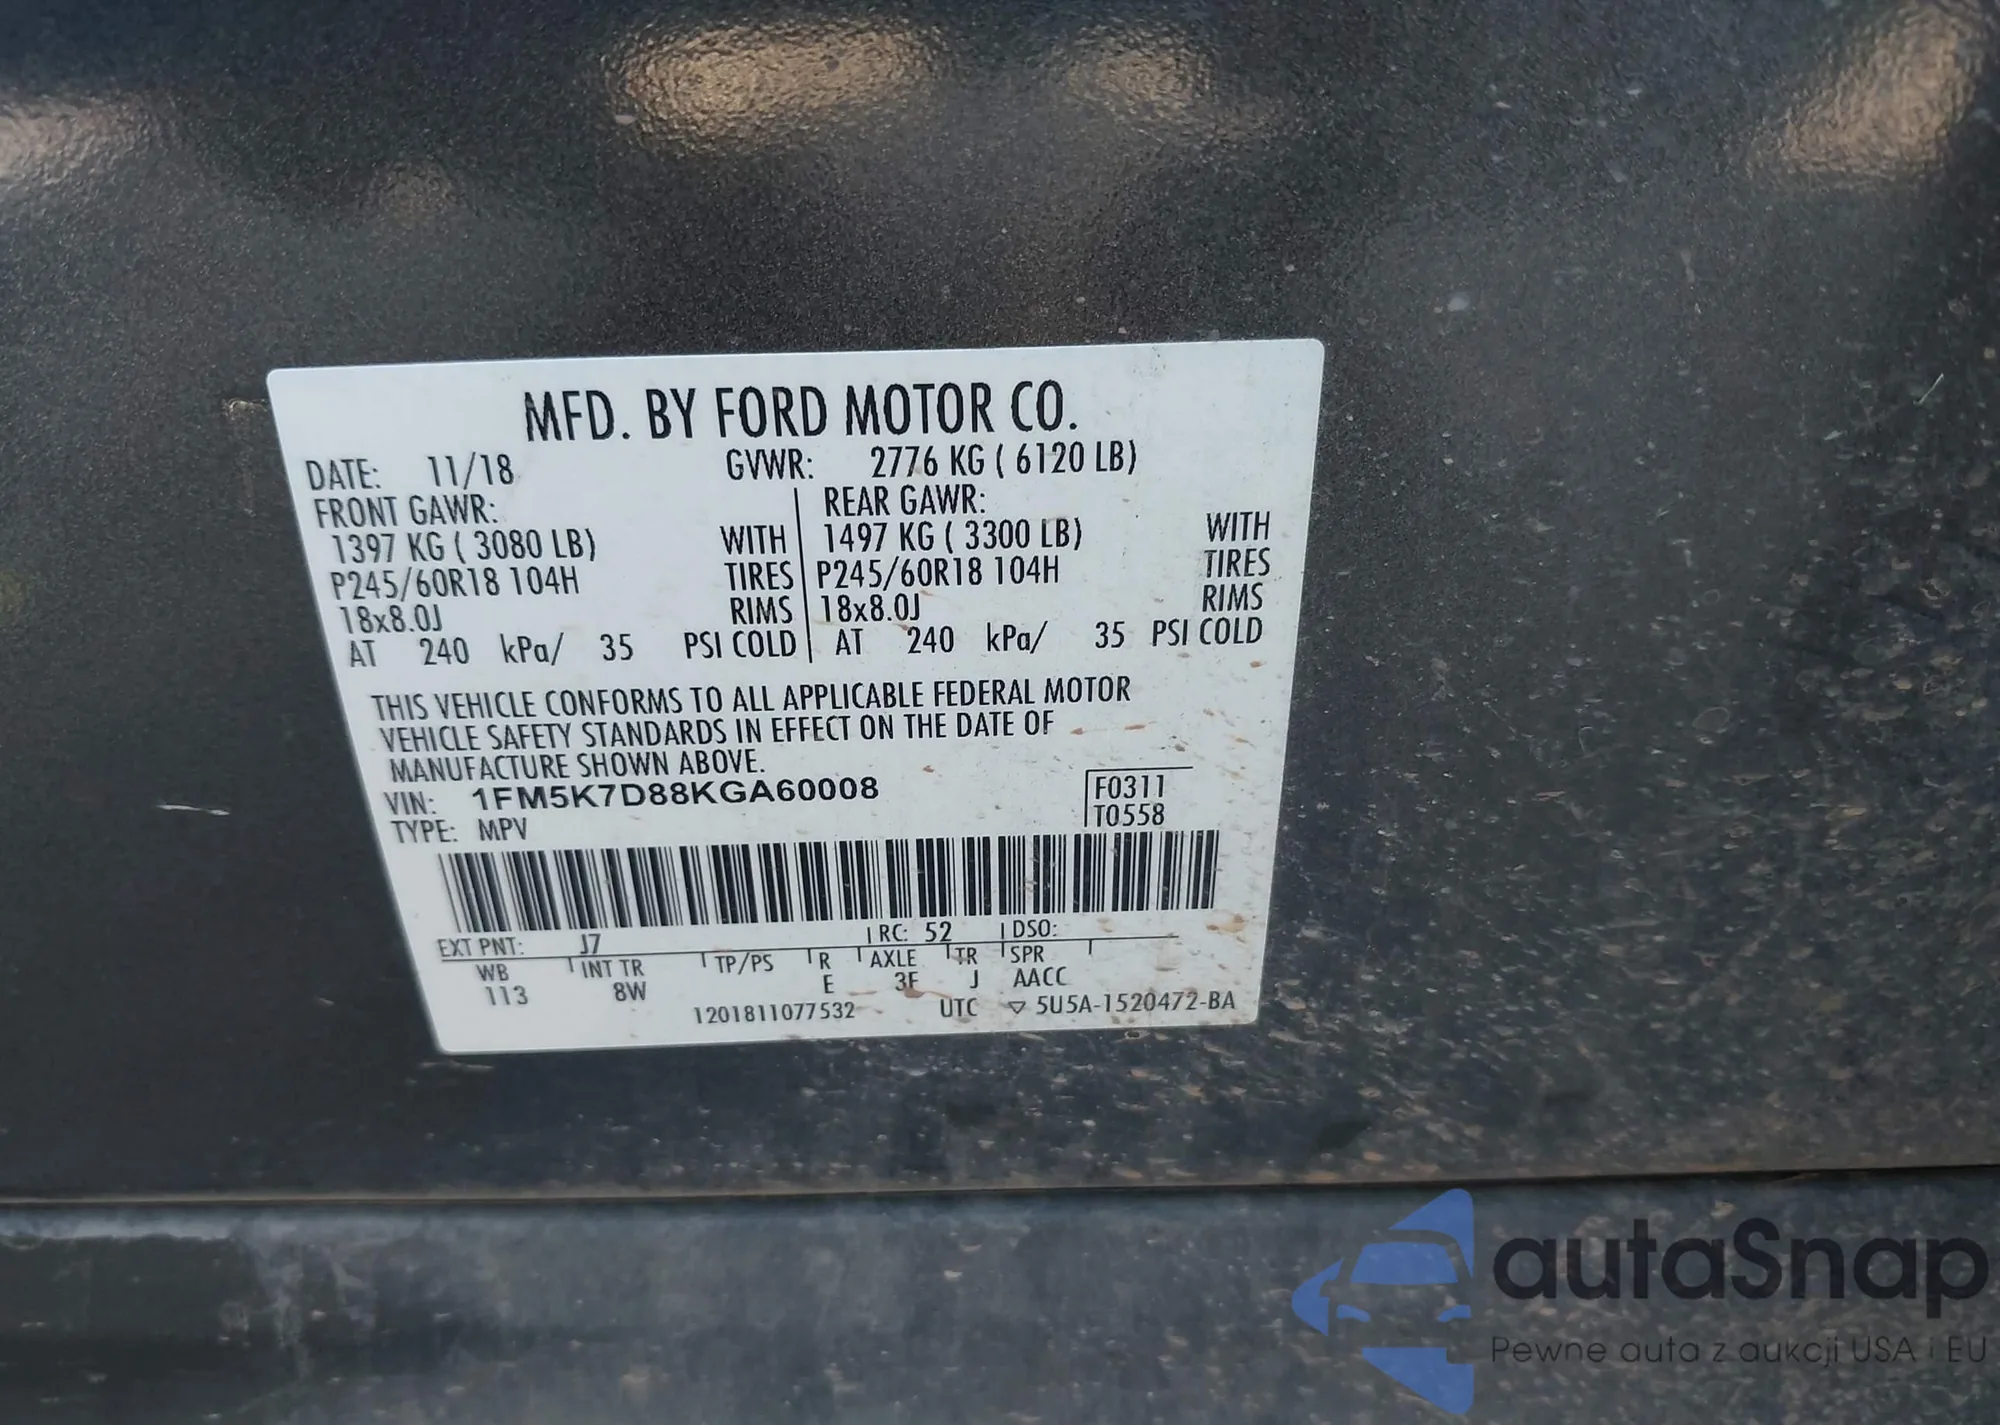 MFD. BY FORD MOTOR CO.
DATE: 11/18 GVWR: 2776 KG ( 6120 LB)
FRONT GAWR: REAR GAWR:
1397 KG ( 3080 LB) WITH 1497 KG ( 3300 LB) WITH
P245/60R18 104H TIRES P245/60R18 104H TIRES
18x8.0J RIMS 18x8.0J RIMS
AT 240 kPa/ 35 PSI COLD AT 240 kPa/ 35 PSI COLD
THIS VEHICLE CONFORMS TO ALL APPLICABLE FEDERAL MOTOR
VEHICLE SAFETY STANDARDS IN EFFECT ON THE DATE OF
MANUFACTURE SHOWN ABOVE.
VIN: 1FM5K7D88KGA60008 F0311
TYPE: MPV T0558
EXT PNT: J7 RC: 52 DSO:
WB INT TR TP/PS R AXLE TR SPR
113 8W E 3F J AACC
1201811077532 UTC ▽ 5U5A-1520472-BA
autaSnap
Pewne auta z aukcji USA i EU